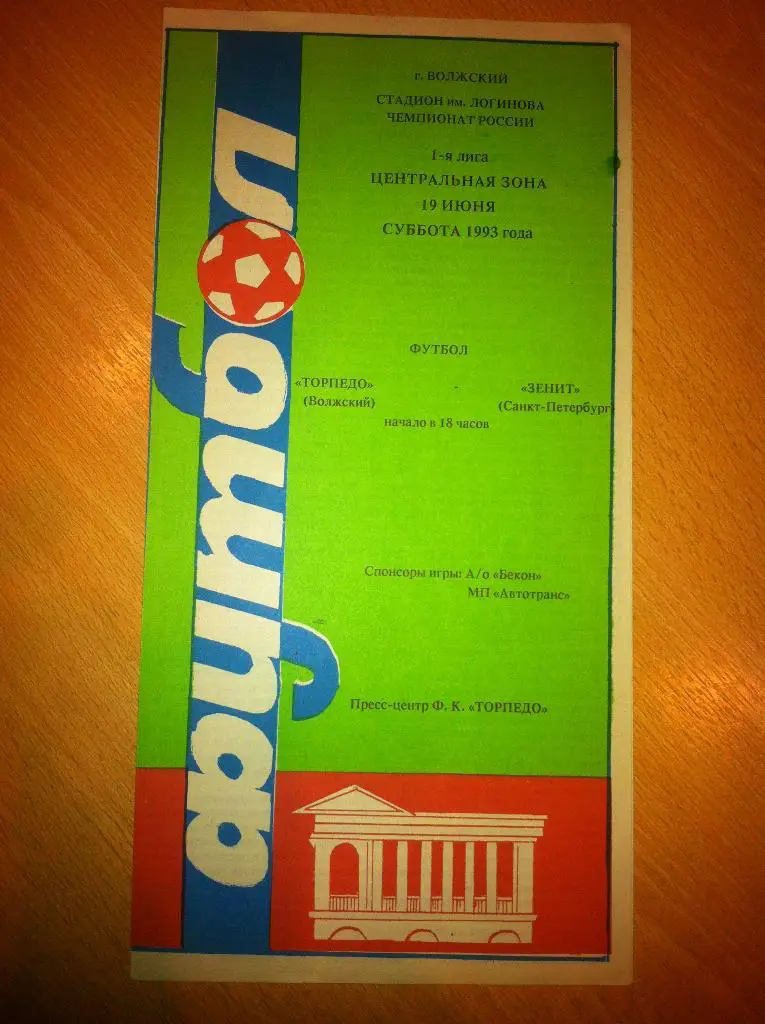 футбол
г. ВОЛЖСКИЙ
СТАДИОН им. ЛОГИНОВА
ЧЕМПИОНАТ РОССИИ
1-я лига
ЦЕНТРАЛЬНАЯ ЗОНА
19 ИЮНЯ
СУББОТА 1993 года
ФУТБОЛ
«ТОРПЕДО» - «ЗЕНИТ»
(Волжский) (Санкт-Петербург)
начало в 18 часов
Спонсоры игры: А/о «Бекон»
МП «Автотранс»
Пресс-центр Ф. К. «ТОРПЕДО»